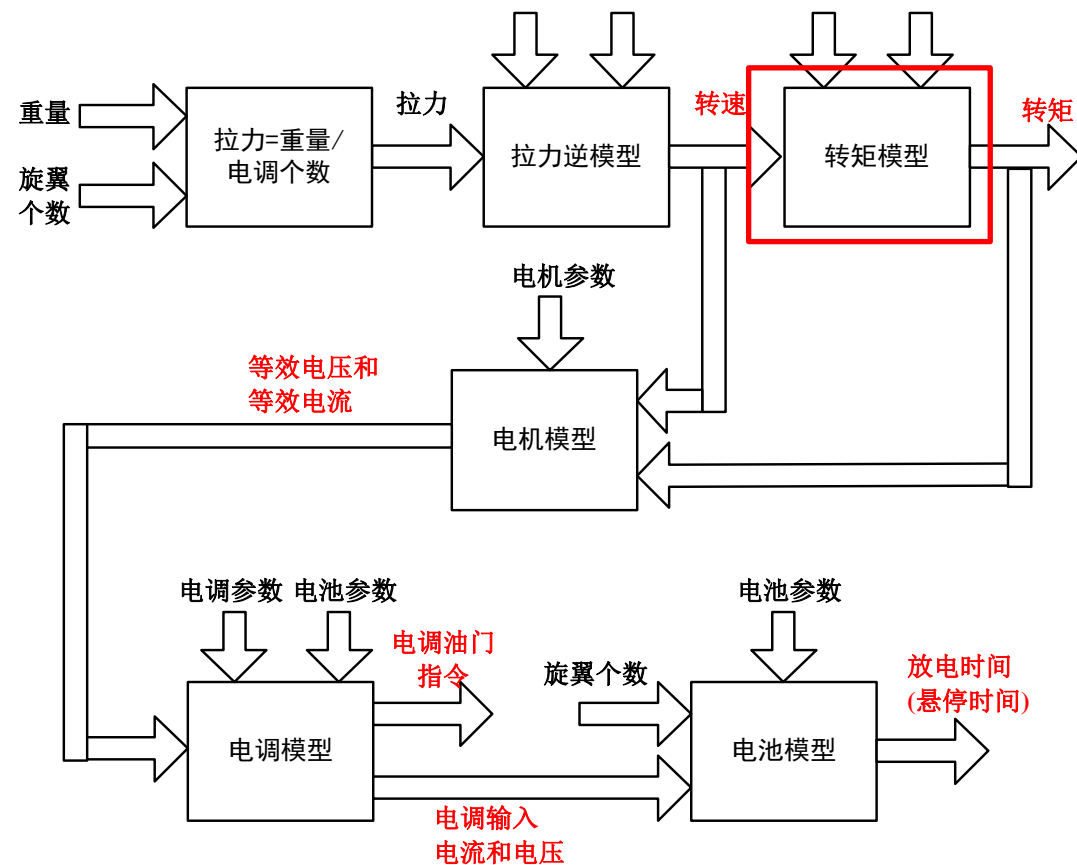 重量
旋翼
个数
拉力=重量/
电调个数
拉力
拉力逆模型
转速
转矩模型
转矩
电机参数
等效电压和
等效电流
电机模型
电调参数
电池参数
电调油门
指令
旋翼个数
电池参数
放电时间
(悬停时间)
电调模型
电池模型
电调输入
电流和电压